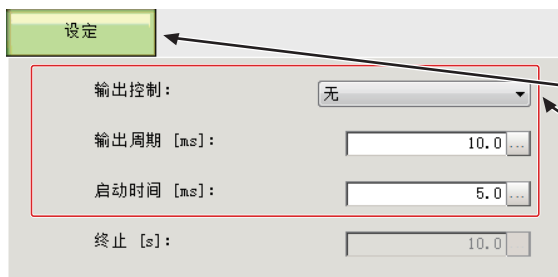 设定
输出控制: 无
输出周期 [ms]: 10.0 ...
启动时间 [ms]: 5.0 ...
终止 [s]: 10.0